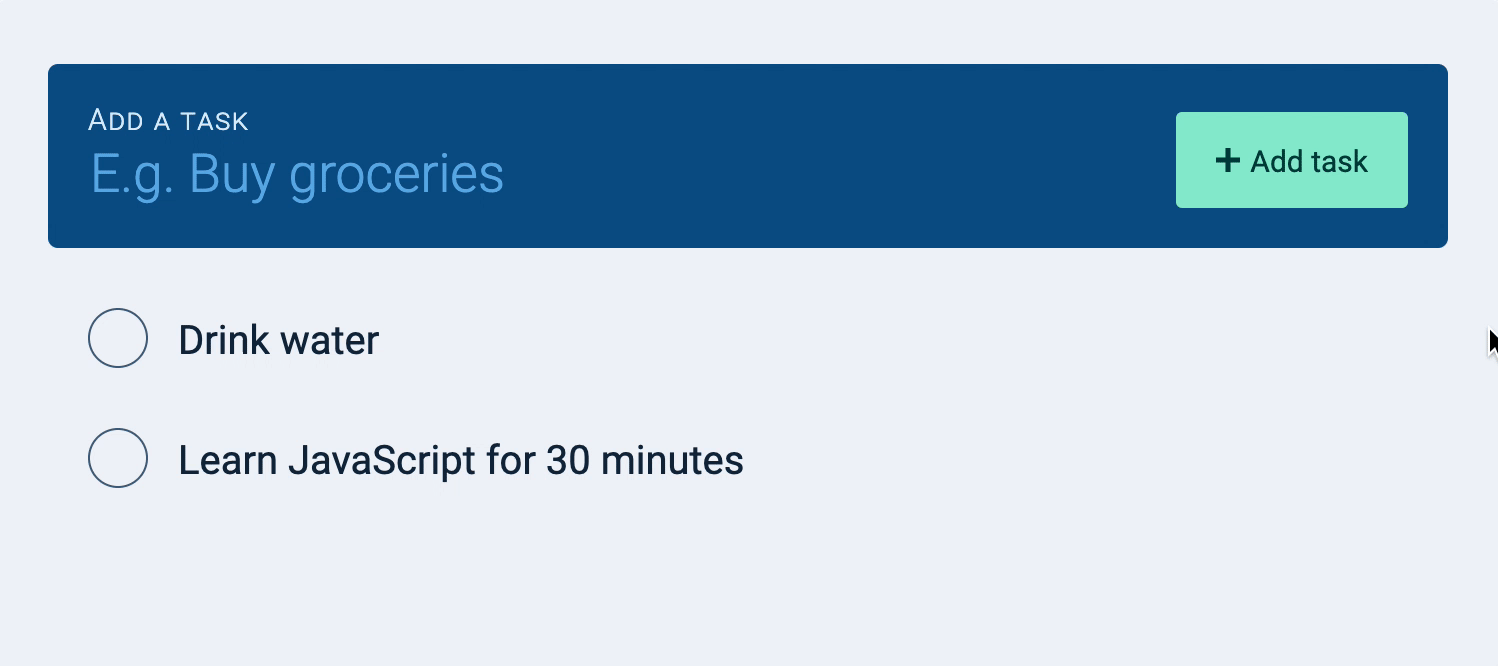 Add a task
E.g. Buy groceries
+ Add task
Drink water
Learn JavaScript for 30 minutes